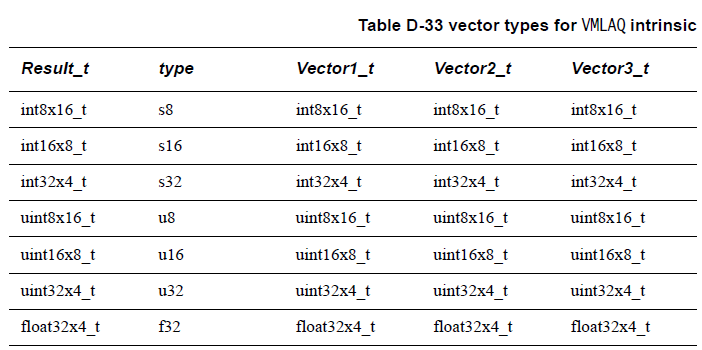 Table D-33 vector types for VMLAQ intrinsic
Result_t type Vector1_t Vector2_t Vector3_t
int8x16_t s8 int8x16_t int8x16_t int8x16_t
int16x8_t s16 int16x8_t int16x8_t int16x8_t
int32x4_t s32 int32x4_t int32x4_t int32x4_t
uint8x16_t u8 uint8x16_t uint8x16_t uint8x16_t
uint16x8_t u16 uint16x8_t uint16x8_t uint16x8_t
uint32x4_t u32 uint32x4_t uint32x4_t uint32x4_t
float32x4_t f32 float32x4_t float32x4_t float32x4_t